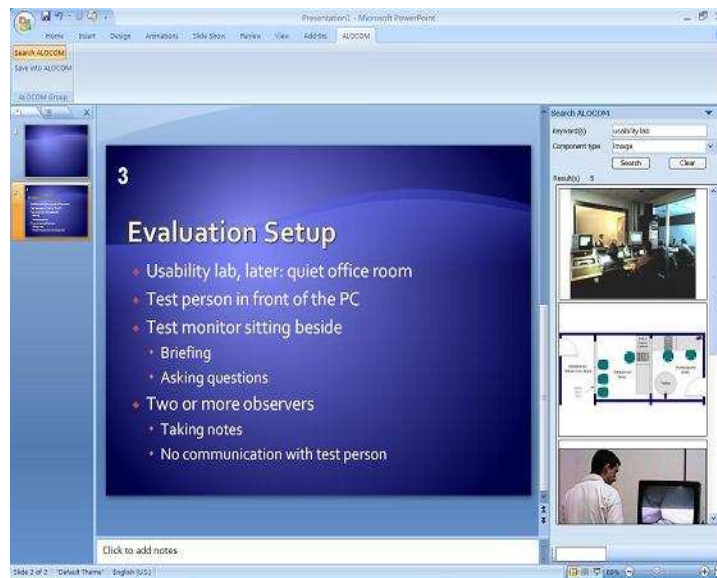 Presentation1 - Microsoft PowerPoint
Home Insert Design Animations Slide Show Review View Add-Ins ALOCOM
Search ALOCOM
Save into ALOCOM
ALOCOM Group
3
Evaluation Setup
Usability lab, later: quiet office room
Test person in front of the PC
Test monitor sitting beside
Briefing
Asking questions
Two or more observers
Taking notes
No communication with test person
Click to add notes
Search ALOCOM
Keyword(s) usability lab
Component type Image
Search Clear
Result(s) 5
Slide 2 of 2 "Default Theme" English (U.S.) 69%